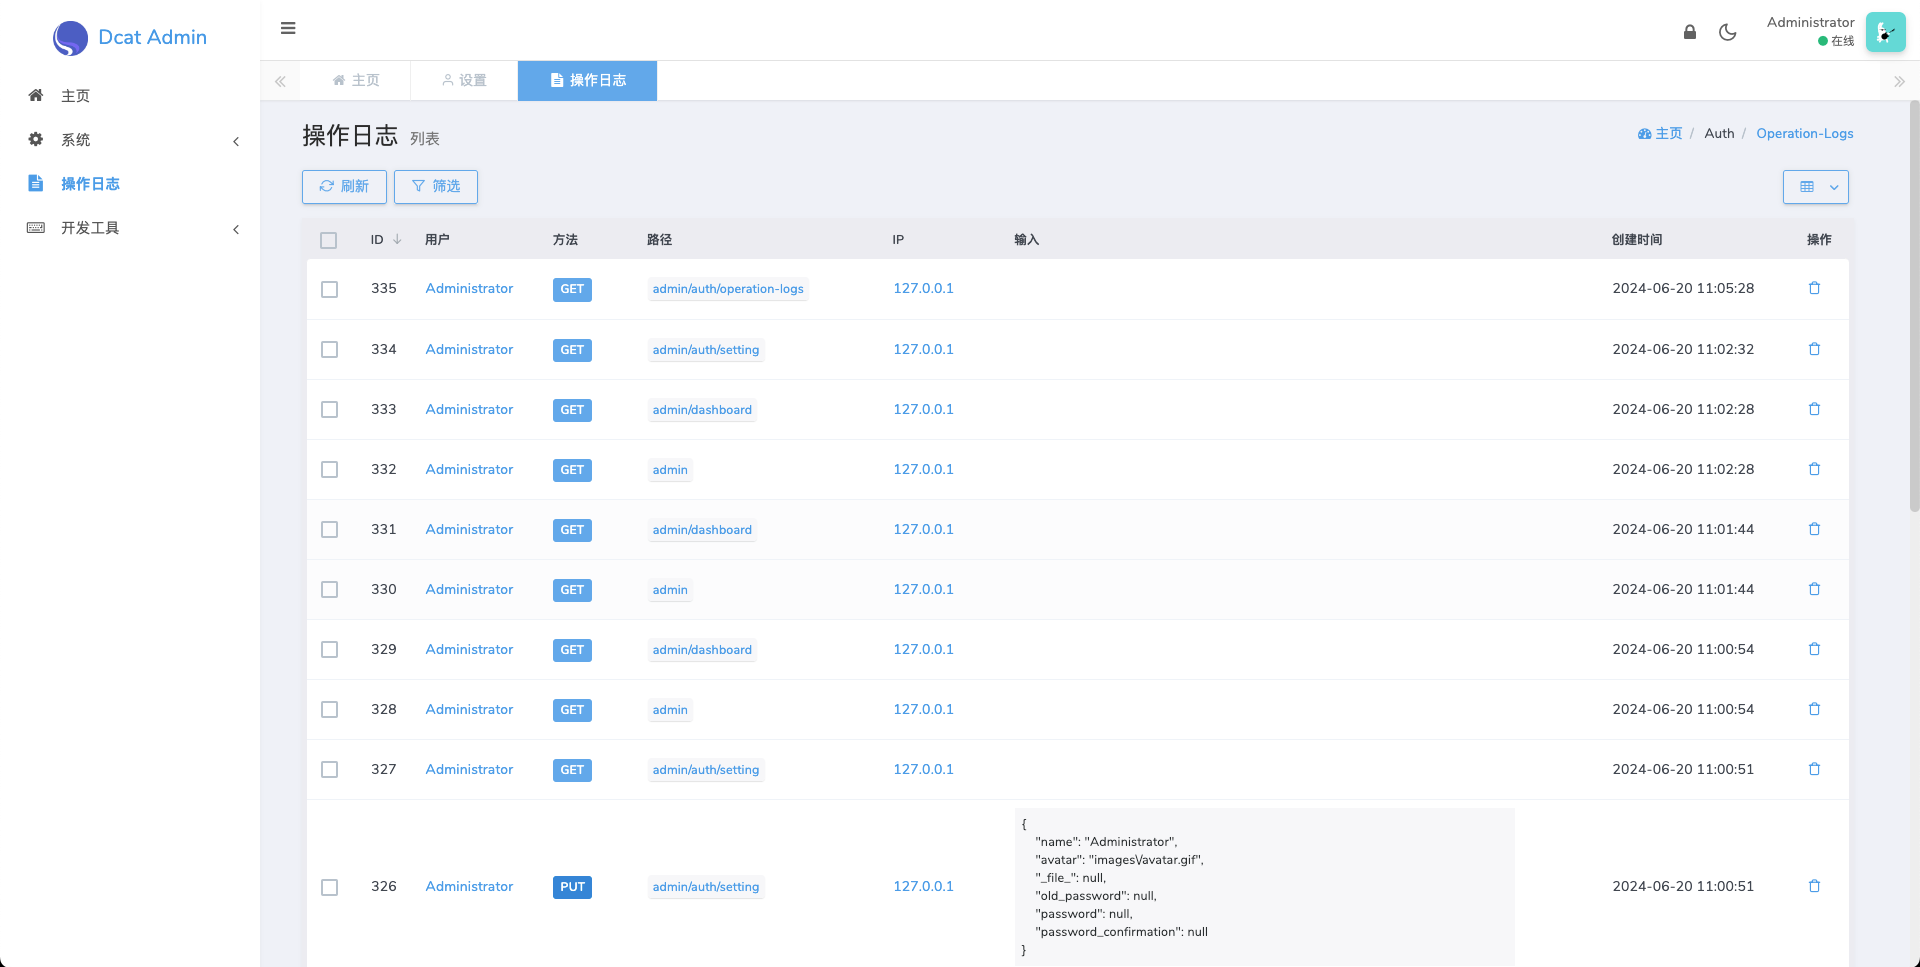 Dcat Admin
主页
系统
操作日志
开发工具
Administrator
在线
主页
设置
操作日志
操作日志 列表
主页 / Auth / Operation-Logs
刷新
筛选
ID 用户 方法 路径 IP 输入 创建时间 操作
335 Administrator GET admin/auth/operation-logs 127.0.0.1 2024-06-20 11:05:28
334 Administrator GET admin/auth/setting 127.0.0.1 2024-06-20 11:02:32
333 Administrator GET admin/dashboard 127.0.0.1 2024-06-20 11:02:28
332 Administrator GET admin 127.0.0.1 2024-06-20 11:02:28
331 Administrator GET admin/dashboard 127.0.0.1 2024-06-20 11:01:44
330 Administrator GET admin 127.0.0.1 2024-06-20 11:01:44
329 Administrator GET admin/dashboard 127.0.0.1 2024-06-20 11:00:54
328 Administrator GET admin 127.0.0.1 2024-06-20 11:00:54
327 Administrator GET admin/auth/setting 127.0.0.1 2024-06-20 11:00:51
326 Administrator PUT admin/auth/setting 127.0.0.1 2024-06-20 11:00:51
{
"name": "Administrator",
"avatar": "images\/avatar.gif",
"_file_": null,
"old_password": null,
"password": null,
"password_confirmation": null
}